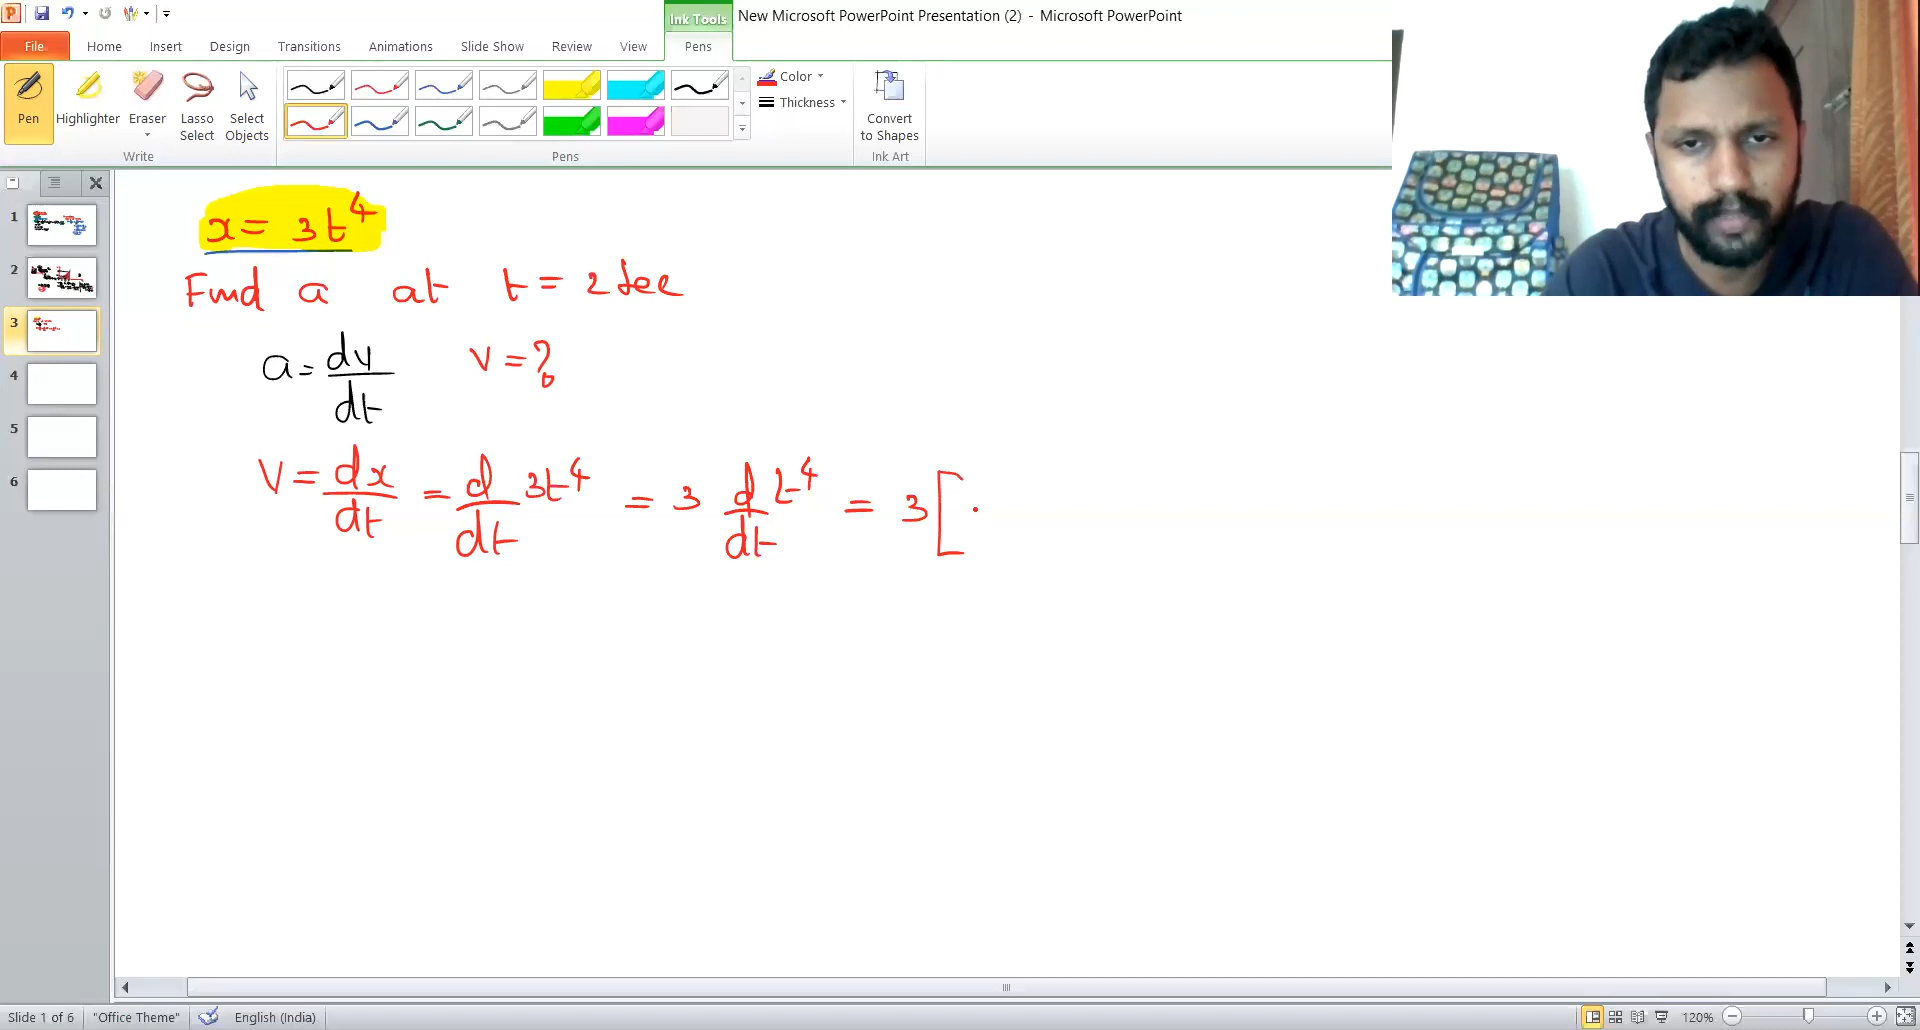 New Microsoft PowerPoint Presentation (2) - Microsoft PowerPoint
Ink Tools
File Home Insert Design Transitions Animations Slide Show Review View Pens
Pen Highlighter Eraser Lasso Select Select Objects
Color
Thickness
Convert to Shapes
Write Pens Ink Art
1
2
3
4
5
6
x = 3t⁴
Find a at t = 2 sec
a = dv/dt v = ?
V = dx/dt = d/dt 3t⁴ = 3 d/dt t⁴ = 3[
Slide 1 of 6 "Office Theme" English (India) 120%